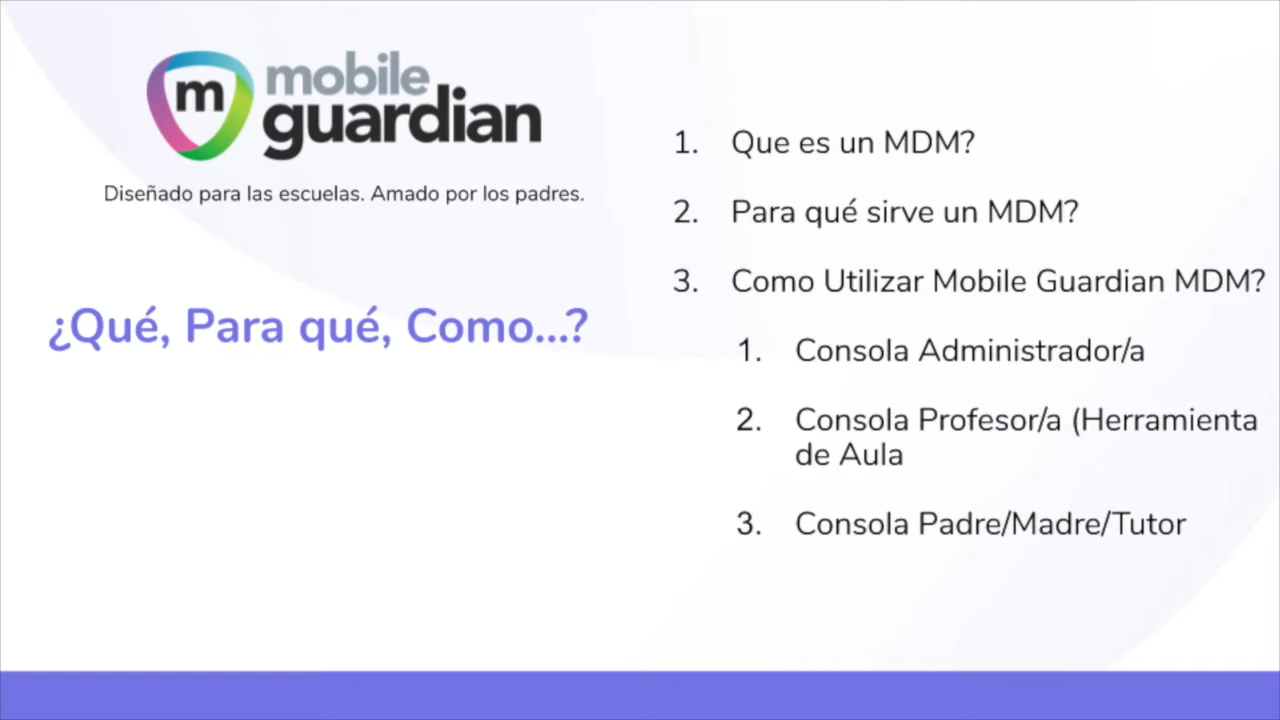 m mobile
guardian
Diseñado para las escuelas. Amado por los padres.
¿Qué, Para qué, Como...?
1. Que es un MDM?
2. Para qué sirve un MDM?
3. Como Utilizar Mobile Guardian MDM?
1. Consola Administrador/a
2. Consola Profesor/a (Herramienta
de Aula
3. Consola Padre/Madre/Tutor